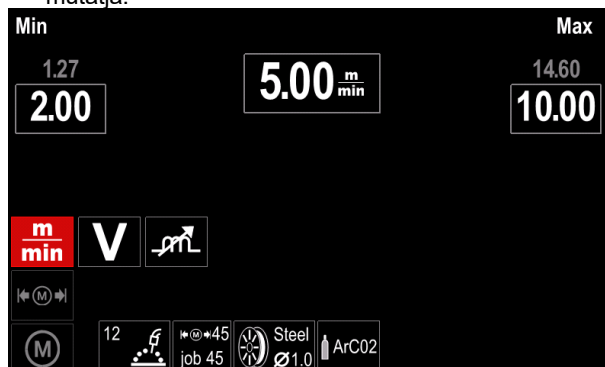 mutatja.
Min Max
1.27 14.60
2.00 5.00 m/min 10.00
m/min V
M
M 12 M 45 job 45 Steel Ø1.0 ArC02